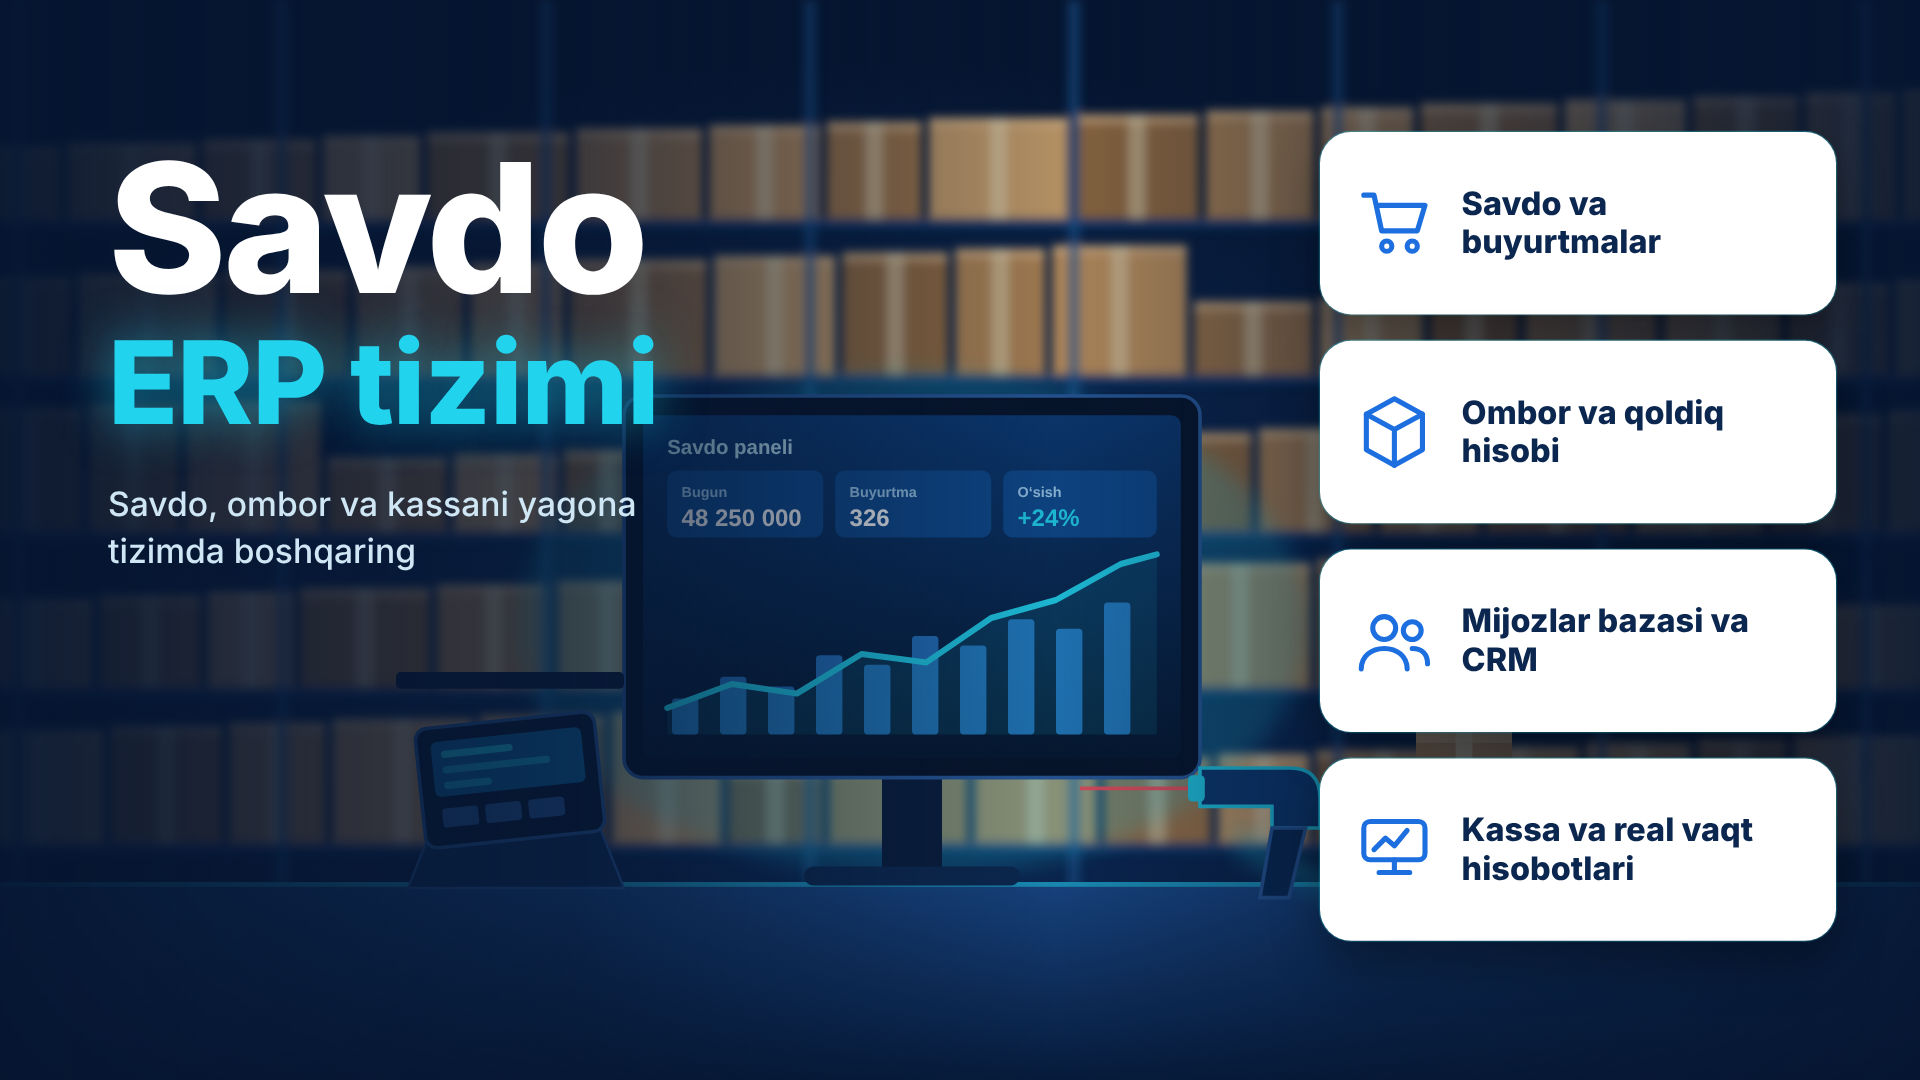 Savdo
ERP tizimi
Savdo, ombor va kassani yagona
tizimda boshqaring
Savdo paneli
Bugun
48 250 000
Buyurtma
326
O‘sish
+24%
Savdo va
buyurtmalar
Ombor va qoldiq
hisobi
Mijozlar bazasi va
CRM
Kassa va real vaqt
hisobotlari